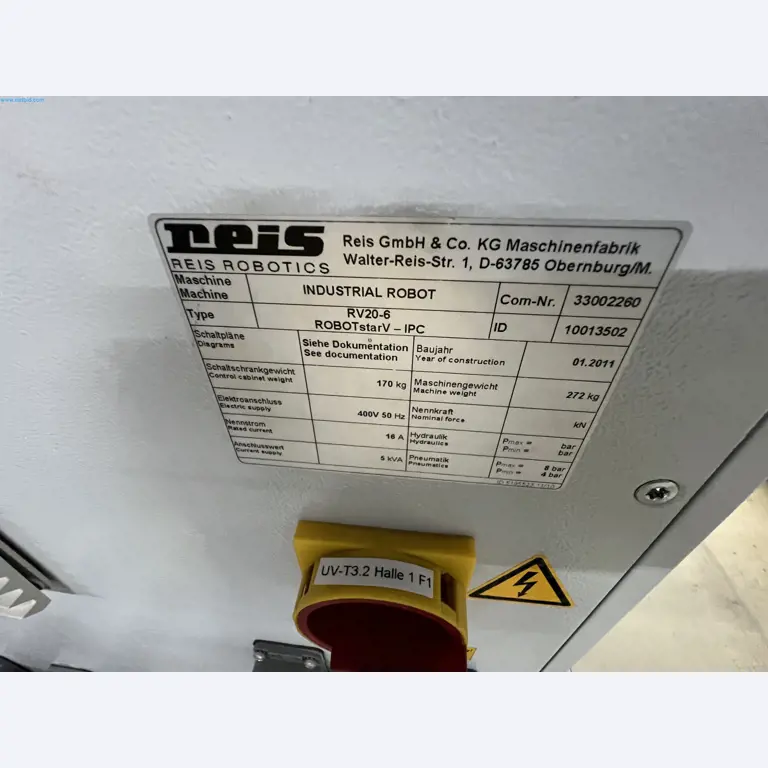 www.netbid.com
reis
REIS ROBOTICS
Reis GmbH & Co. KG Maschinenfabrik
Walter-Reis-Str. 1, D-63785 Obernburg/M.
Maschine
Machine
INDUSTRIAL ROBOT
Com-Nr.
33002260
Type
RV20-6
ROBOTstarV – IPC
ID
10013502
Schaltpläne
Diagrams
Siehe Dokumentation
See documentation
Baujahr
Year of construction
01.2011
Schaltschrankgewicht
Control cabinet weight
170 kg
Maschinengewicht
Machine weight
272 kg
Elektroanschluss
Electric supply
400V 50 Hz
Nennkraft
Nominal force
kN
Nennstrom
Rated current
16 A
Hydraulik
Hydraulics
Pmax = bar
Pmin = bar
Anschlusswert
Current supply
5 kVA
Pneumatik
Pneumatics
Pmax = 8 bar
Pmin = 4 bar
UV-T3.2 Halle 1 F1